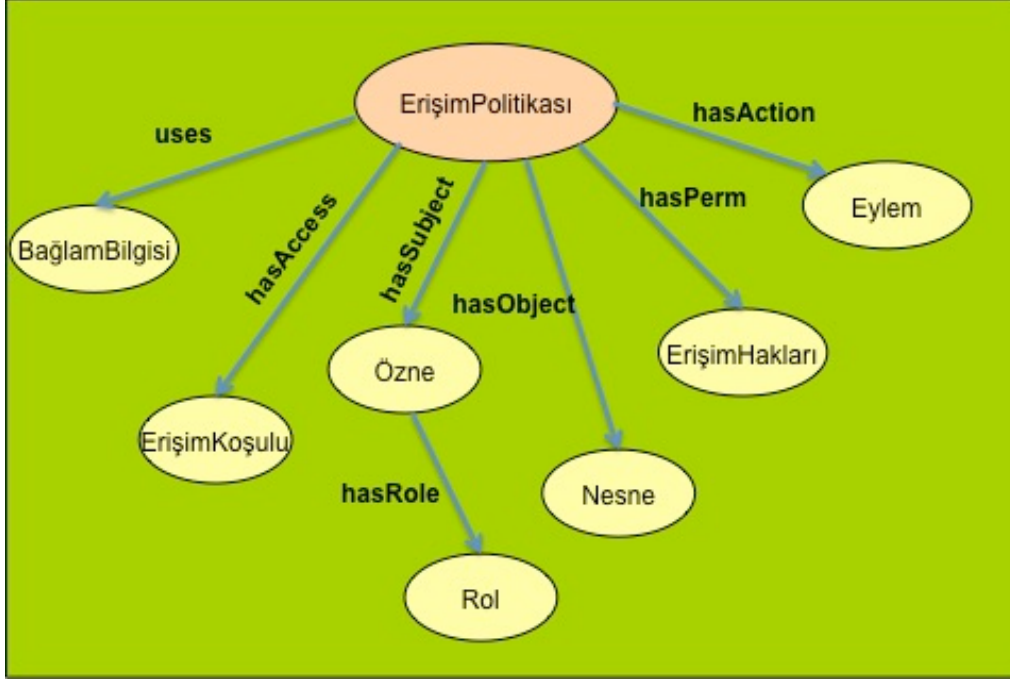 ErişimPolitikası
hasAction
uses
hasPerm
Eylem
hasAccess
hasSubject
BağlamBilgisi
hasObject
ErişimHakları
Özne
ErişimKoşulu
hasRole
Nesne
Rol